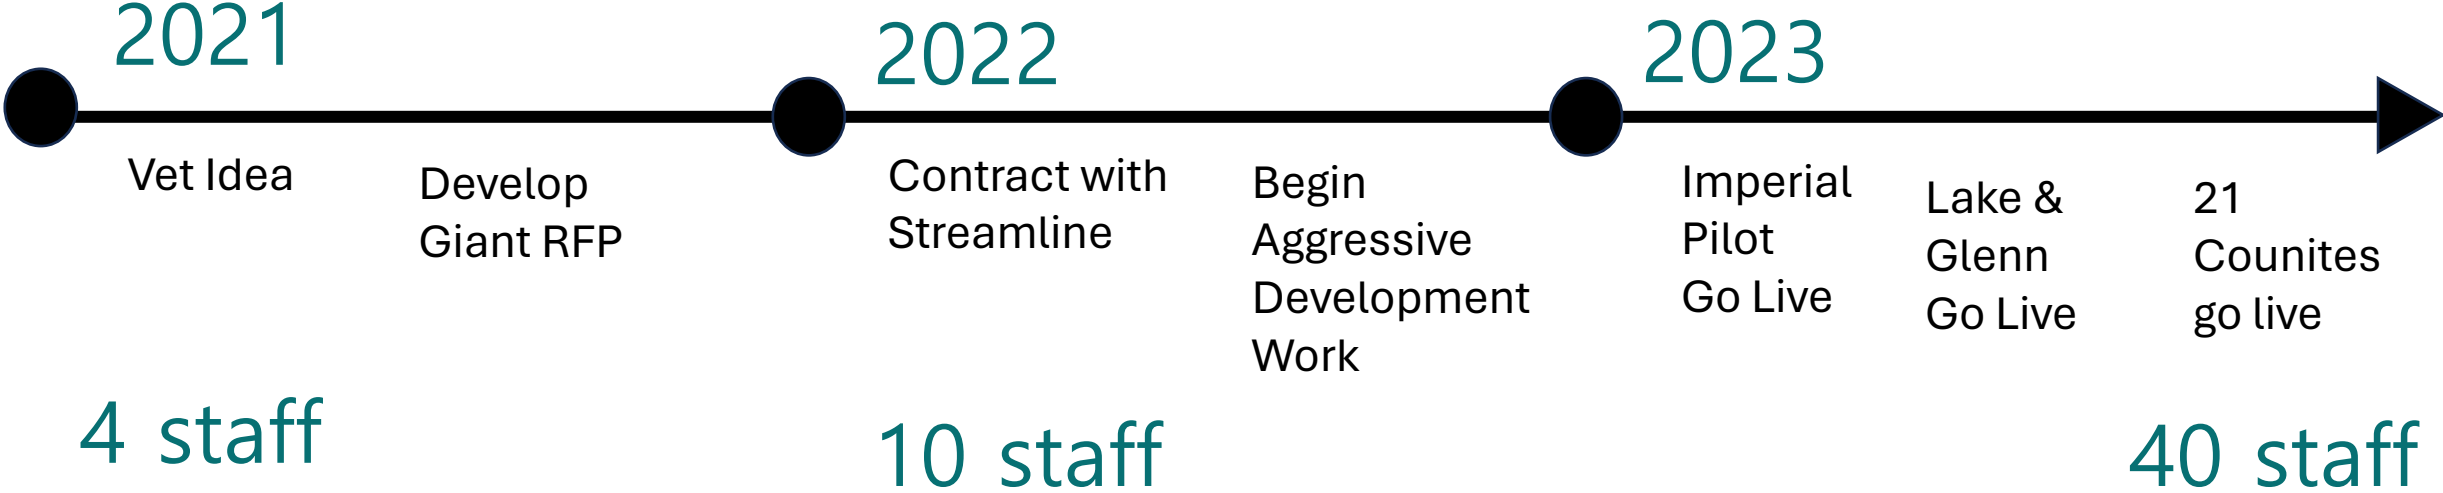 2021
2022
2023
Vet Idea
Develop
Giant RFP
Contract with
Streamline
Begin
Aggressive
Development
Work
Imperial
Pilot
Go Live
Lake &
Glenn
Go Live
21
Counites
go live
4 staff
10 staff
40 staff